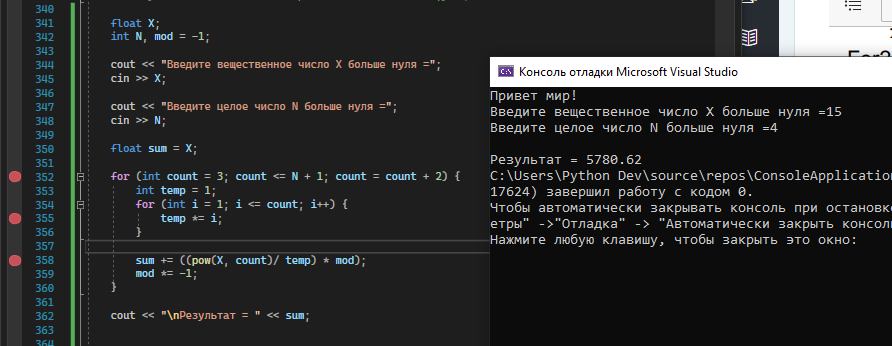 340
341 float X;
342 int N, mod = -1;
343
344 cout << "Введите вещественное число X больше нуля =";
345 cin >> X;
346
347 cout << "Введите целое число N больше нуля =";
348 cin >> N;
349
350 float sum = X;
351
352 for (int count = 3; count <= N + 1; count = count + 2) {
353 int temp = 1;
354 for (int i = 1; i <= count; i++) {
355 temp *= i;
356 }
357
358 sum += ((pow(X, count)/ temp) * mod);
359 mod *= -1;
360 }
361
362 cout << "\nРезультат = " << sum;
363
364
Консоль отладки Microsoft Visual Studio
Привет мир!
Введите вещественное число X больше нуля =15
Введите целое число N больше нуля =4
Результат = 5780.62
C:\Users\Python Dev\source\repos\ConsoleApplication
17624) завершил работу с кодом 0.
Чтобы автоматически закрывать консоль при остановке
етры" ->"Отладка" -> "Автоматически закрыть консоль
Нажмите любую клавишу, чтобы закрыть это окно: